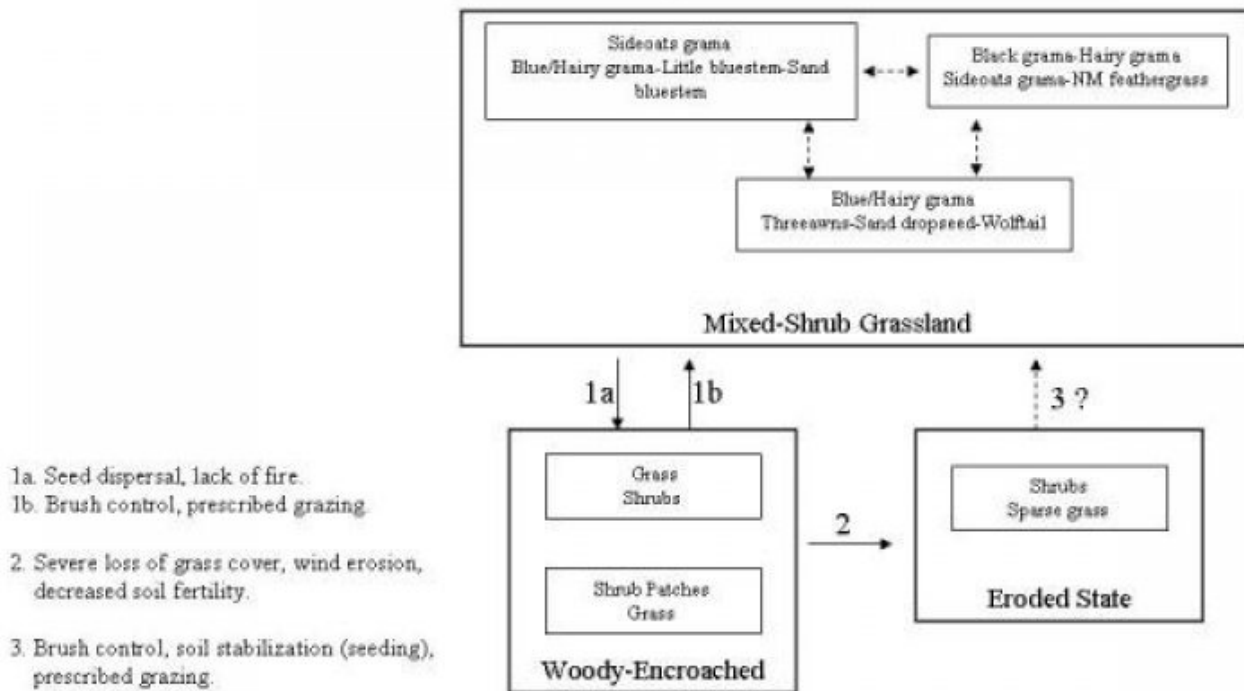 Sideoats grama
Blue/Hairy grama-Little bluestem-Sand
bluestem
Black grama-Hairy grama
Sideoats grama-NM feathergrass
Blue/Hairy grama
Threeawns-Sand dropseed-Wolftail
Mixed-Shrub Grassland
1a
1b
3 ?
Grass
Shrubs
Shrub Patches
Grass
Woody-Encroached
2
Shrubs
Sparse grass
Eroded State
1a. Seed dispersal, lack of fire.
1b. Brush control, prescribed grazing.
2. Severe loss of grass cover, wind erosion,
decreased soil fertility.
3. Brush control, soil stabilization (seeding),
prescribed grazing.